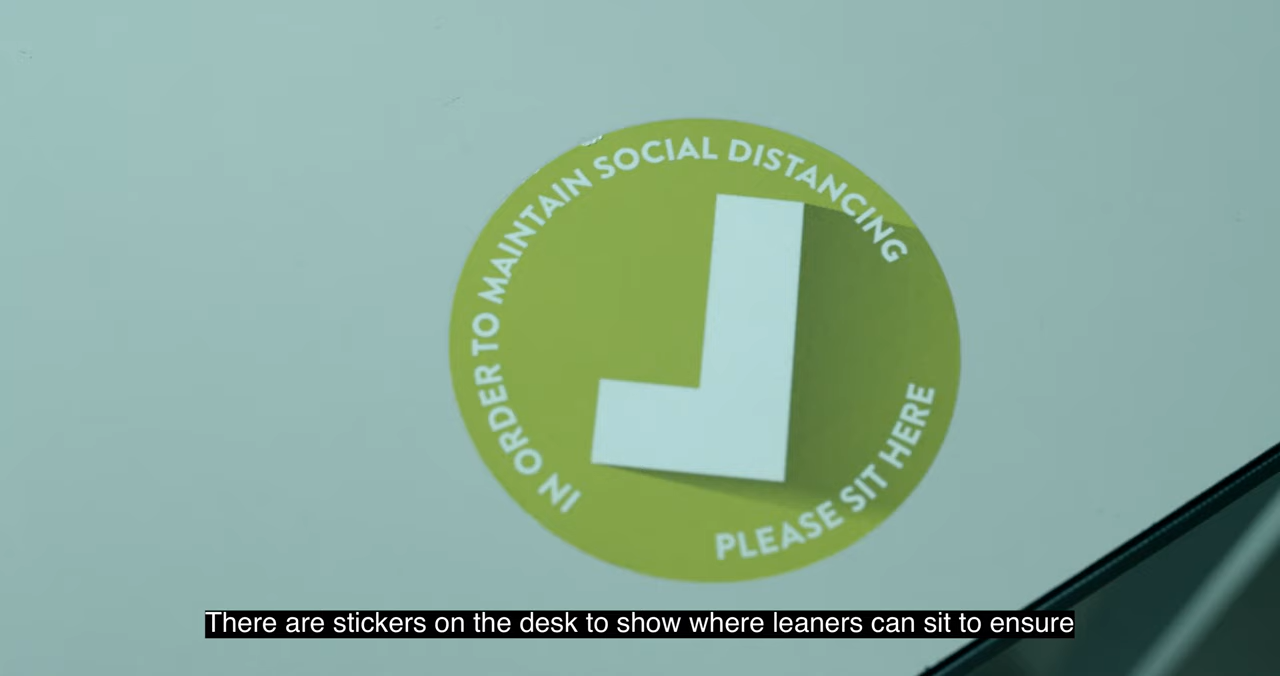 IN ORDER TO MAINTAIN SOCIAL DISTANCING
PLEASE SIT HERE
There are stickers on the desk to show where leaners can sit to ensure